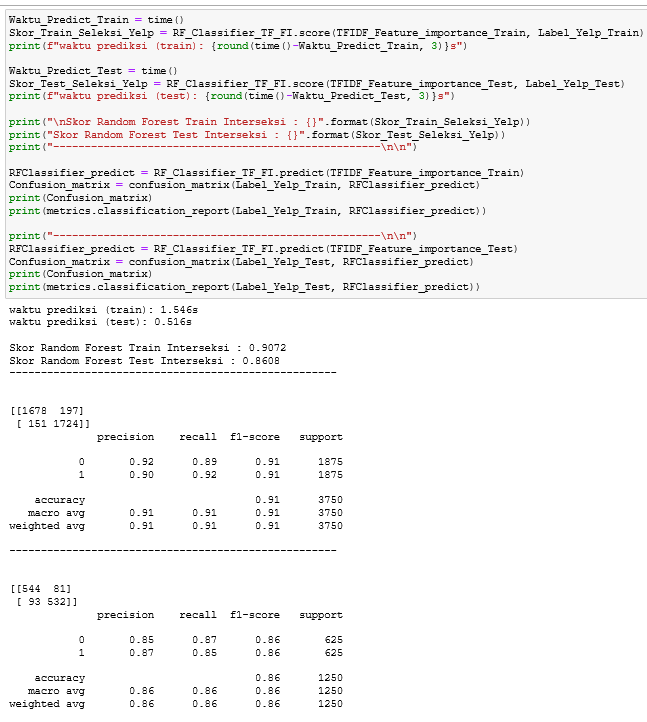 Waktu_Predict_Train = time()
Skor_Train_Seleksi_Yelp = RF_Classifier_TF_FI.score(TFIDF_Feature_importance_Train, Label_Yelp_Train)
print(f"waktu prediksi (train): {round(time()-Waktu_Predict_Train, 3)}s")

Waktu_Predict_Test = time()
Skor_Test_Seleksi_Yelp = RF_Classifier_TF_FI.score(TFIDF_Feature_importance_Test, Label_Yelp_Test)
print(f"waktu prediksi (test): {round(time()-Waktu_Predict_Test, 3)}s")

print("\nSkor Random Forest Train Interseksi : {}".format(Skor_Train_Seleksi_Yelp))
print("Skor Random Forest Test Interseksi : {}".format(Skor_Test_Seleksi_Yelp))
print("----------------------------------------------------\n\n")

RFClassifier_predict = RF_Classifier_TF_FI.predict(TFIDF_Feature_importance_Train)
Confusion_matrix = confusion_matrix(Label_Yelp_Train, RFClassifier_predict)
print(Confusion_matrix)
print(metrics.classification_report(Label_Yelp_Train, RFClassifier_predict))

print("----------------------------------------------------\n\n")
RFClassifier_predict = RF_Classifier_TF_FI.predict(TFIDF_Feature_importance_Test)
Confusion_matrix = confusion_matrix(Label_Yelp_Test, RFClassifier_predict)
print(Confusion_matrix)
print(metrics.classification_report(Label_Yelp_Test, RFClassifier_predict))

waktu prediksi (train): 1.546s
waktu prediksi (test): 0.516s

Skor Random Forest Train Interseksi : 0.9072
Skor Random Forest Test Interseksi : 0.8608
----------------------------------------------------

[[1678  197]
 [ 151 1724]]
              precision    recall  f1-score   support

           0       0.92      0.89      0.91      1875
           1       0.90      0.92      0.91      1875

    accuracy                           0.91      3750
   macro avg       0.91      0.91      0.91      3750
weighted avg       0.91      0.91      0.91      3750

----------------------------------------------------

[[544  81]
 [ 93 532]]
              precision    recall  f1-score   support

           0       0.85      0.87      0.86       625
           1       0.87      0.85      0.86       625

    accuracy                           0.86      1250
   macro avg       0.86      0.86      0.86      1250
weighted avg       0.86      0.86      0.86      1250